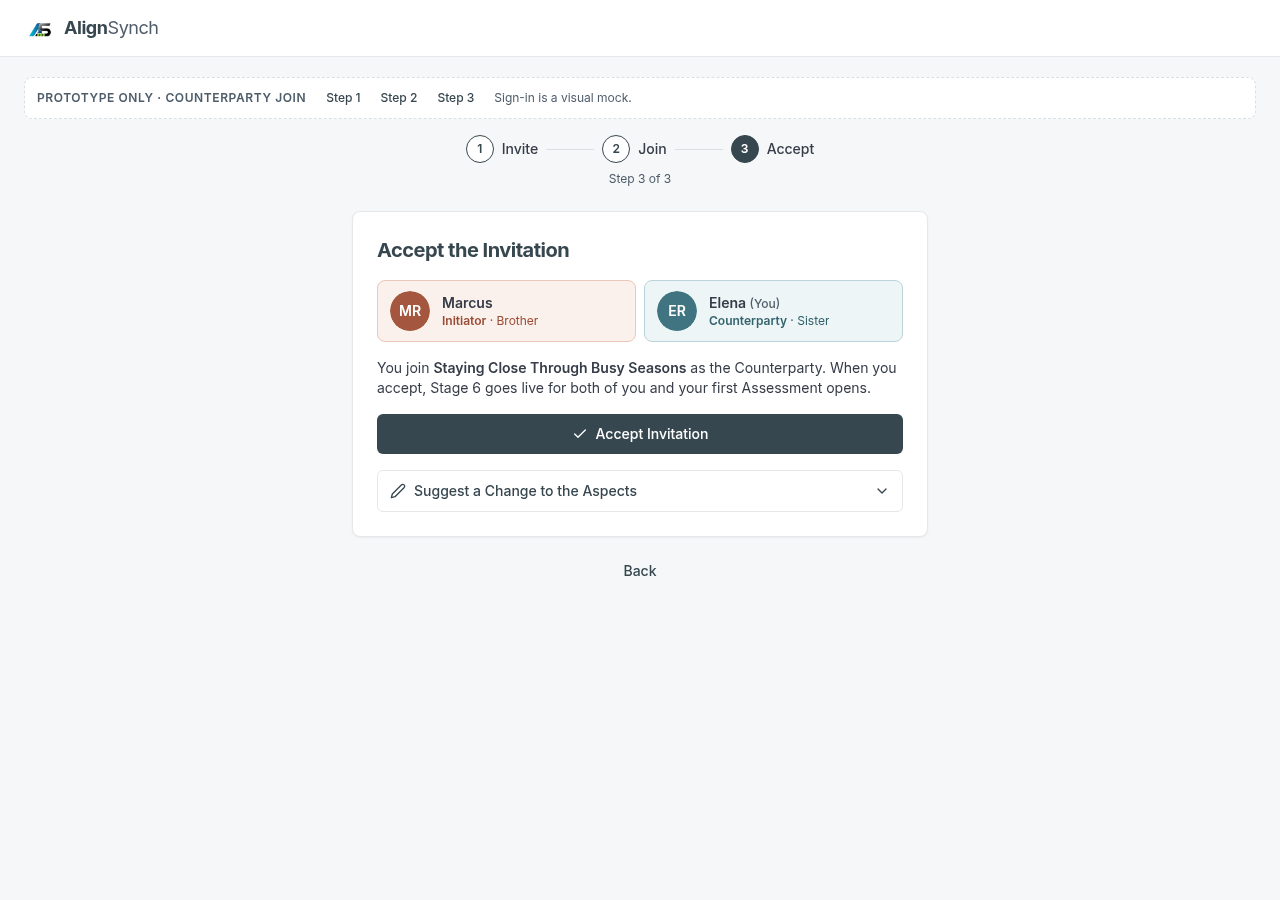 AlignSynch
PROTOTYPE ONLY · COUNTERPARTY JOIN Step 1 Step 2 Step 3 Sign-in is a visual mock.
1 Invite 2 Join 3 Accept
Step 3 of 3
Accept the Invitation
MR Marcus
Initiator · Brother
ER Elena (You)
Counterparty · Sister
You join Staying Close Through Busy Seasons as the Counterparty. When you
accept, Stage 6 goes live for both of you and your first Assessment opens.
Accept Invitation
Suggest a Change to the Aspects
Back